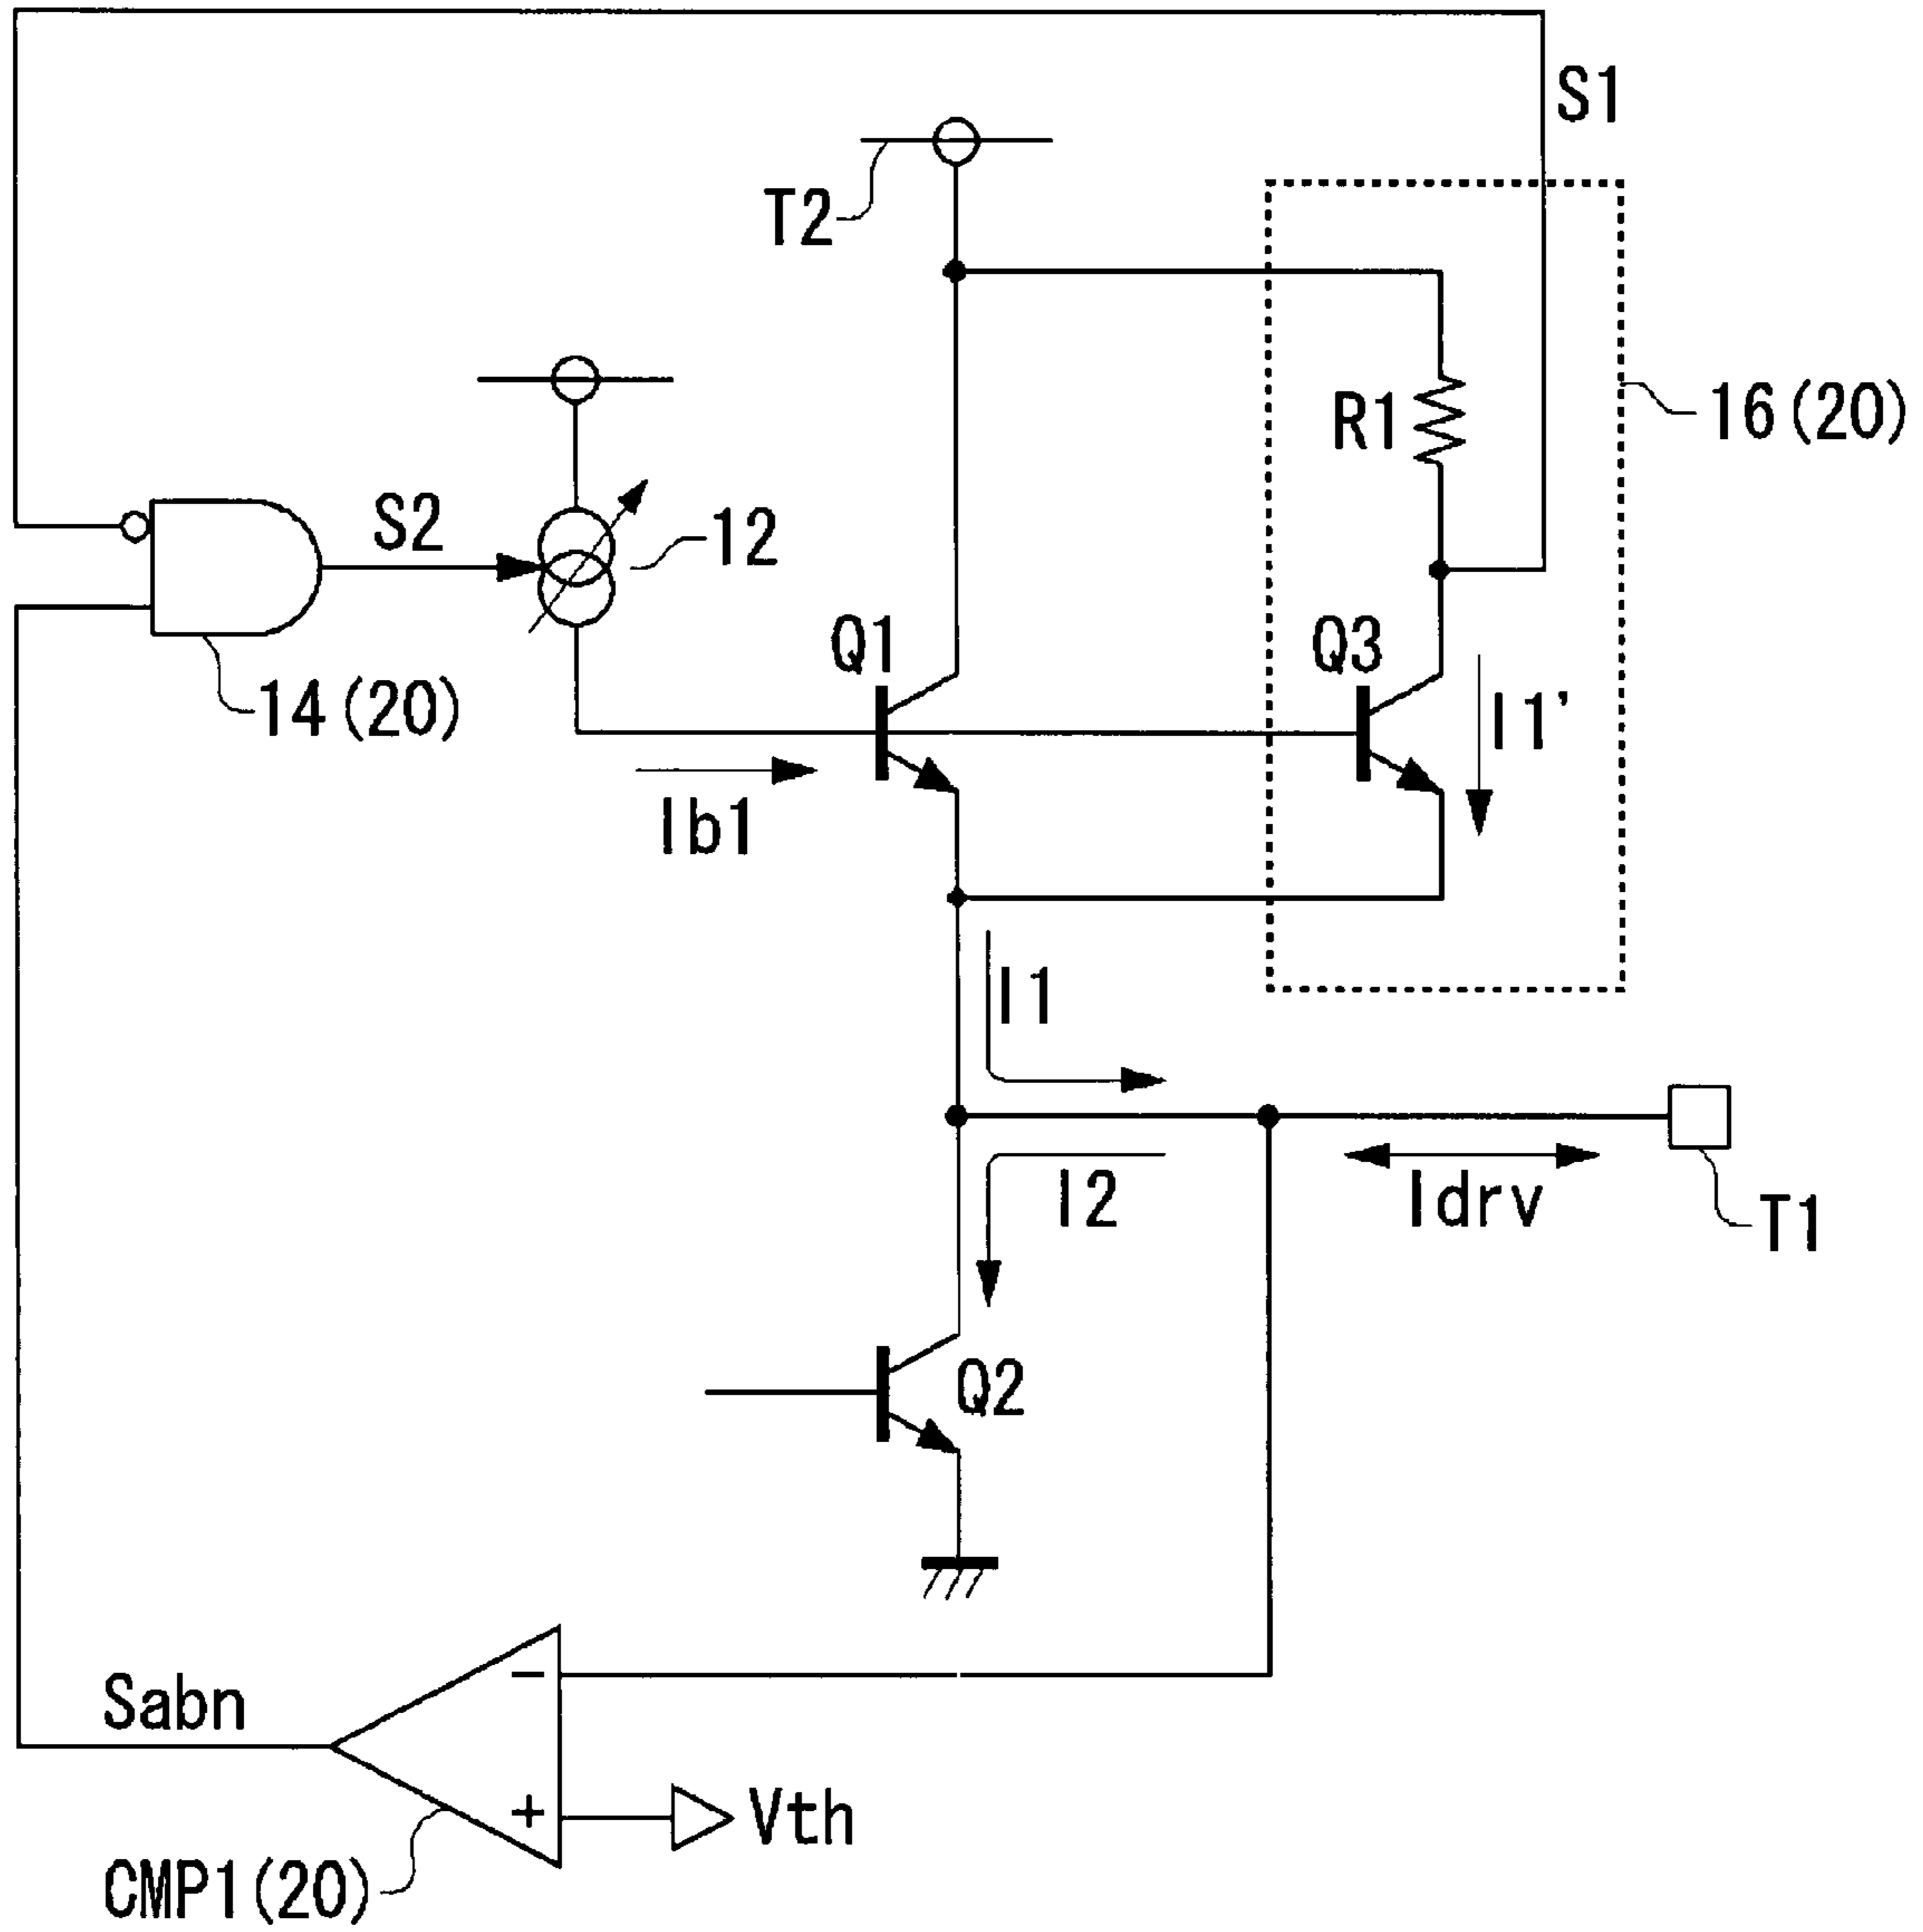 S1
T2
R1
16(20)
S2
12
Q1
Q3
14(20)
I1'
Ib1
I1
I2
Idrv
T1
Q2
Sabn
−
+
Vth
CMP1(20)